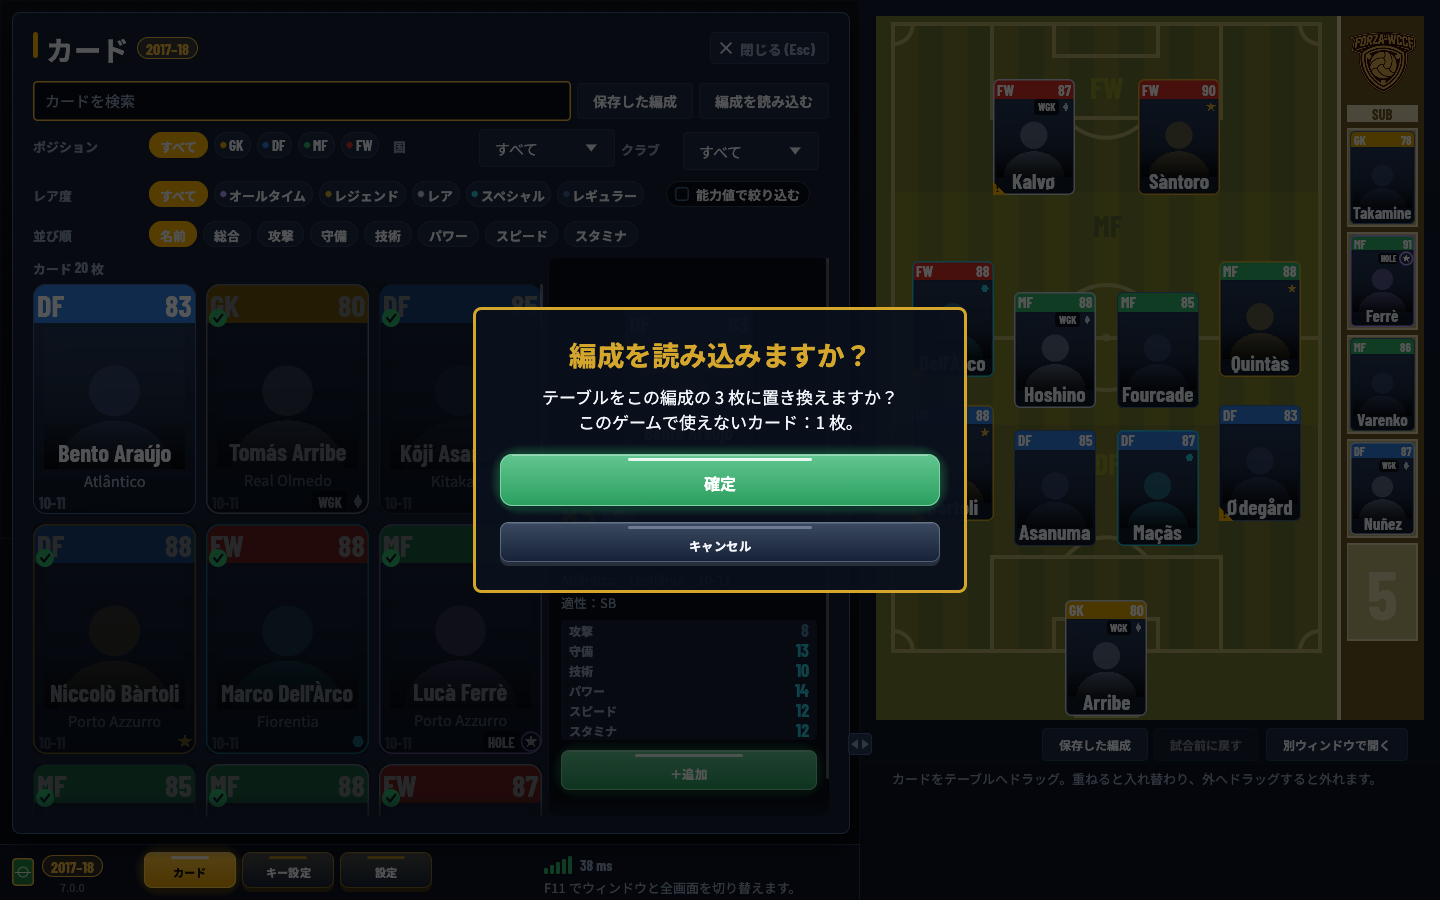 カード 2017-18
閉じる (Esc)
カードを検索
保存した編成
編成を読み込む
ポジション
すべて
GK
DF
MF
FW
国
すべて
クラブ
すべて
レア度
すべて
オールタイム
レジェンド
レア
スペシャル
レギュラー
能力値で絞り込む
並び順
名前
総合
攻撃
守備
技術
パワー
スピード
スタミナ
カード 20 枚
DF 83
Bento Araújo
Atlântico
10-11
GK 80
Tomás Arribe
Real Olmedo
10-11
WGK
DF 85
Kōji Asa
Kitaka
10-11
DF 88
Niccolò Bàrtoli
Porto Azzurro
10-11
FW 88
Marco Dell'Àrco
Fiorentia
10-11
MF
Lucà Ferrè
Porto Azzurro
10-11
HOLE
MF 85
MF 88
FW 87
編成を読み込みますか？
テーブルをこの編成の 3 枚に置き換えますか？
このゲームで使えないカード：1 枚。
確定
キャンセル
適性：SB
攻撃 8
守備 13
技術 10
パワー 14
スピード 12
スタミナ 12
＋追加
FW
MF
DF
FW 87
WGK
Kalvø
FW 90
Sàntoro
FW 88
Dell'Àrco
MF 88
WGK
Hoshino
MF 85
Fourcade
MF 88
Quintàs
88
oli
DF 85
Asanuma
DF 87
Maçãs
DF 83
Ødegård
GK 80
WGK
Arribe
FORZA-WCCF
SUB
GK 78
Takamine
MF 91
HOLE
Ferrè
MF 86
Varenko
DF 87
WGK
Nuñez
5
保存した編成
試合前に戻す
別ウィンドウで開く
カードをテーブルへドラッグ。重ねると入れ替わり、外へドラッグすると外れます。
2017-18
7.0.0
カード
キー設定
設定
38 ms
F11 でウィンドウと全画面を切り替えます。